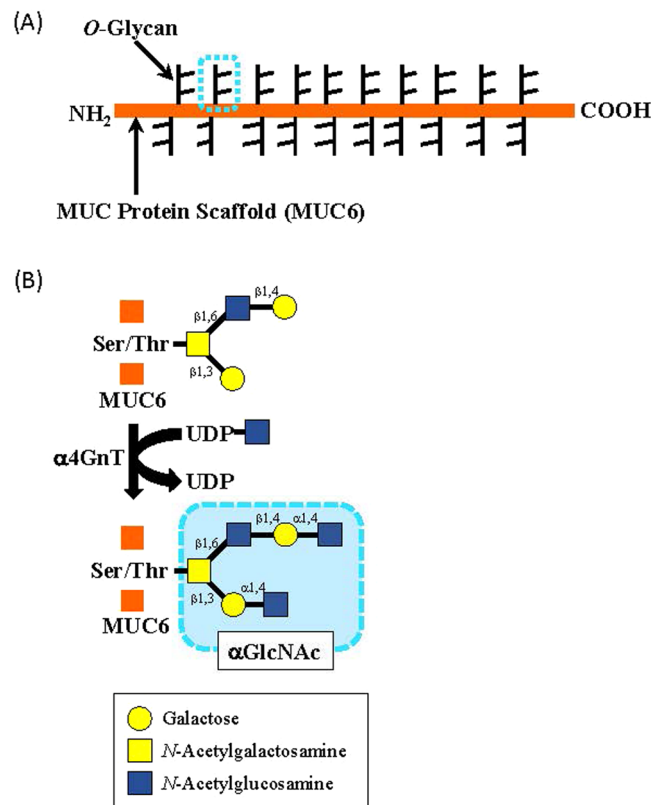 (A)
O-Glycan
NH2
COOH
MUC Protein Scaffold (MUC6)
(B)
β1,4
β1,6
Ser/Thr
β1,3
MUC6
UDP
α4GnT
UDP
β1,4 α1,4
β1,6
Ser/Thr
α1,4
β1,3
MUC6
αGlcNAc
Galactose
N-Acetylgalactosamine
N-Acetylglucosamine